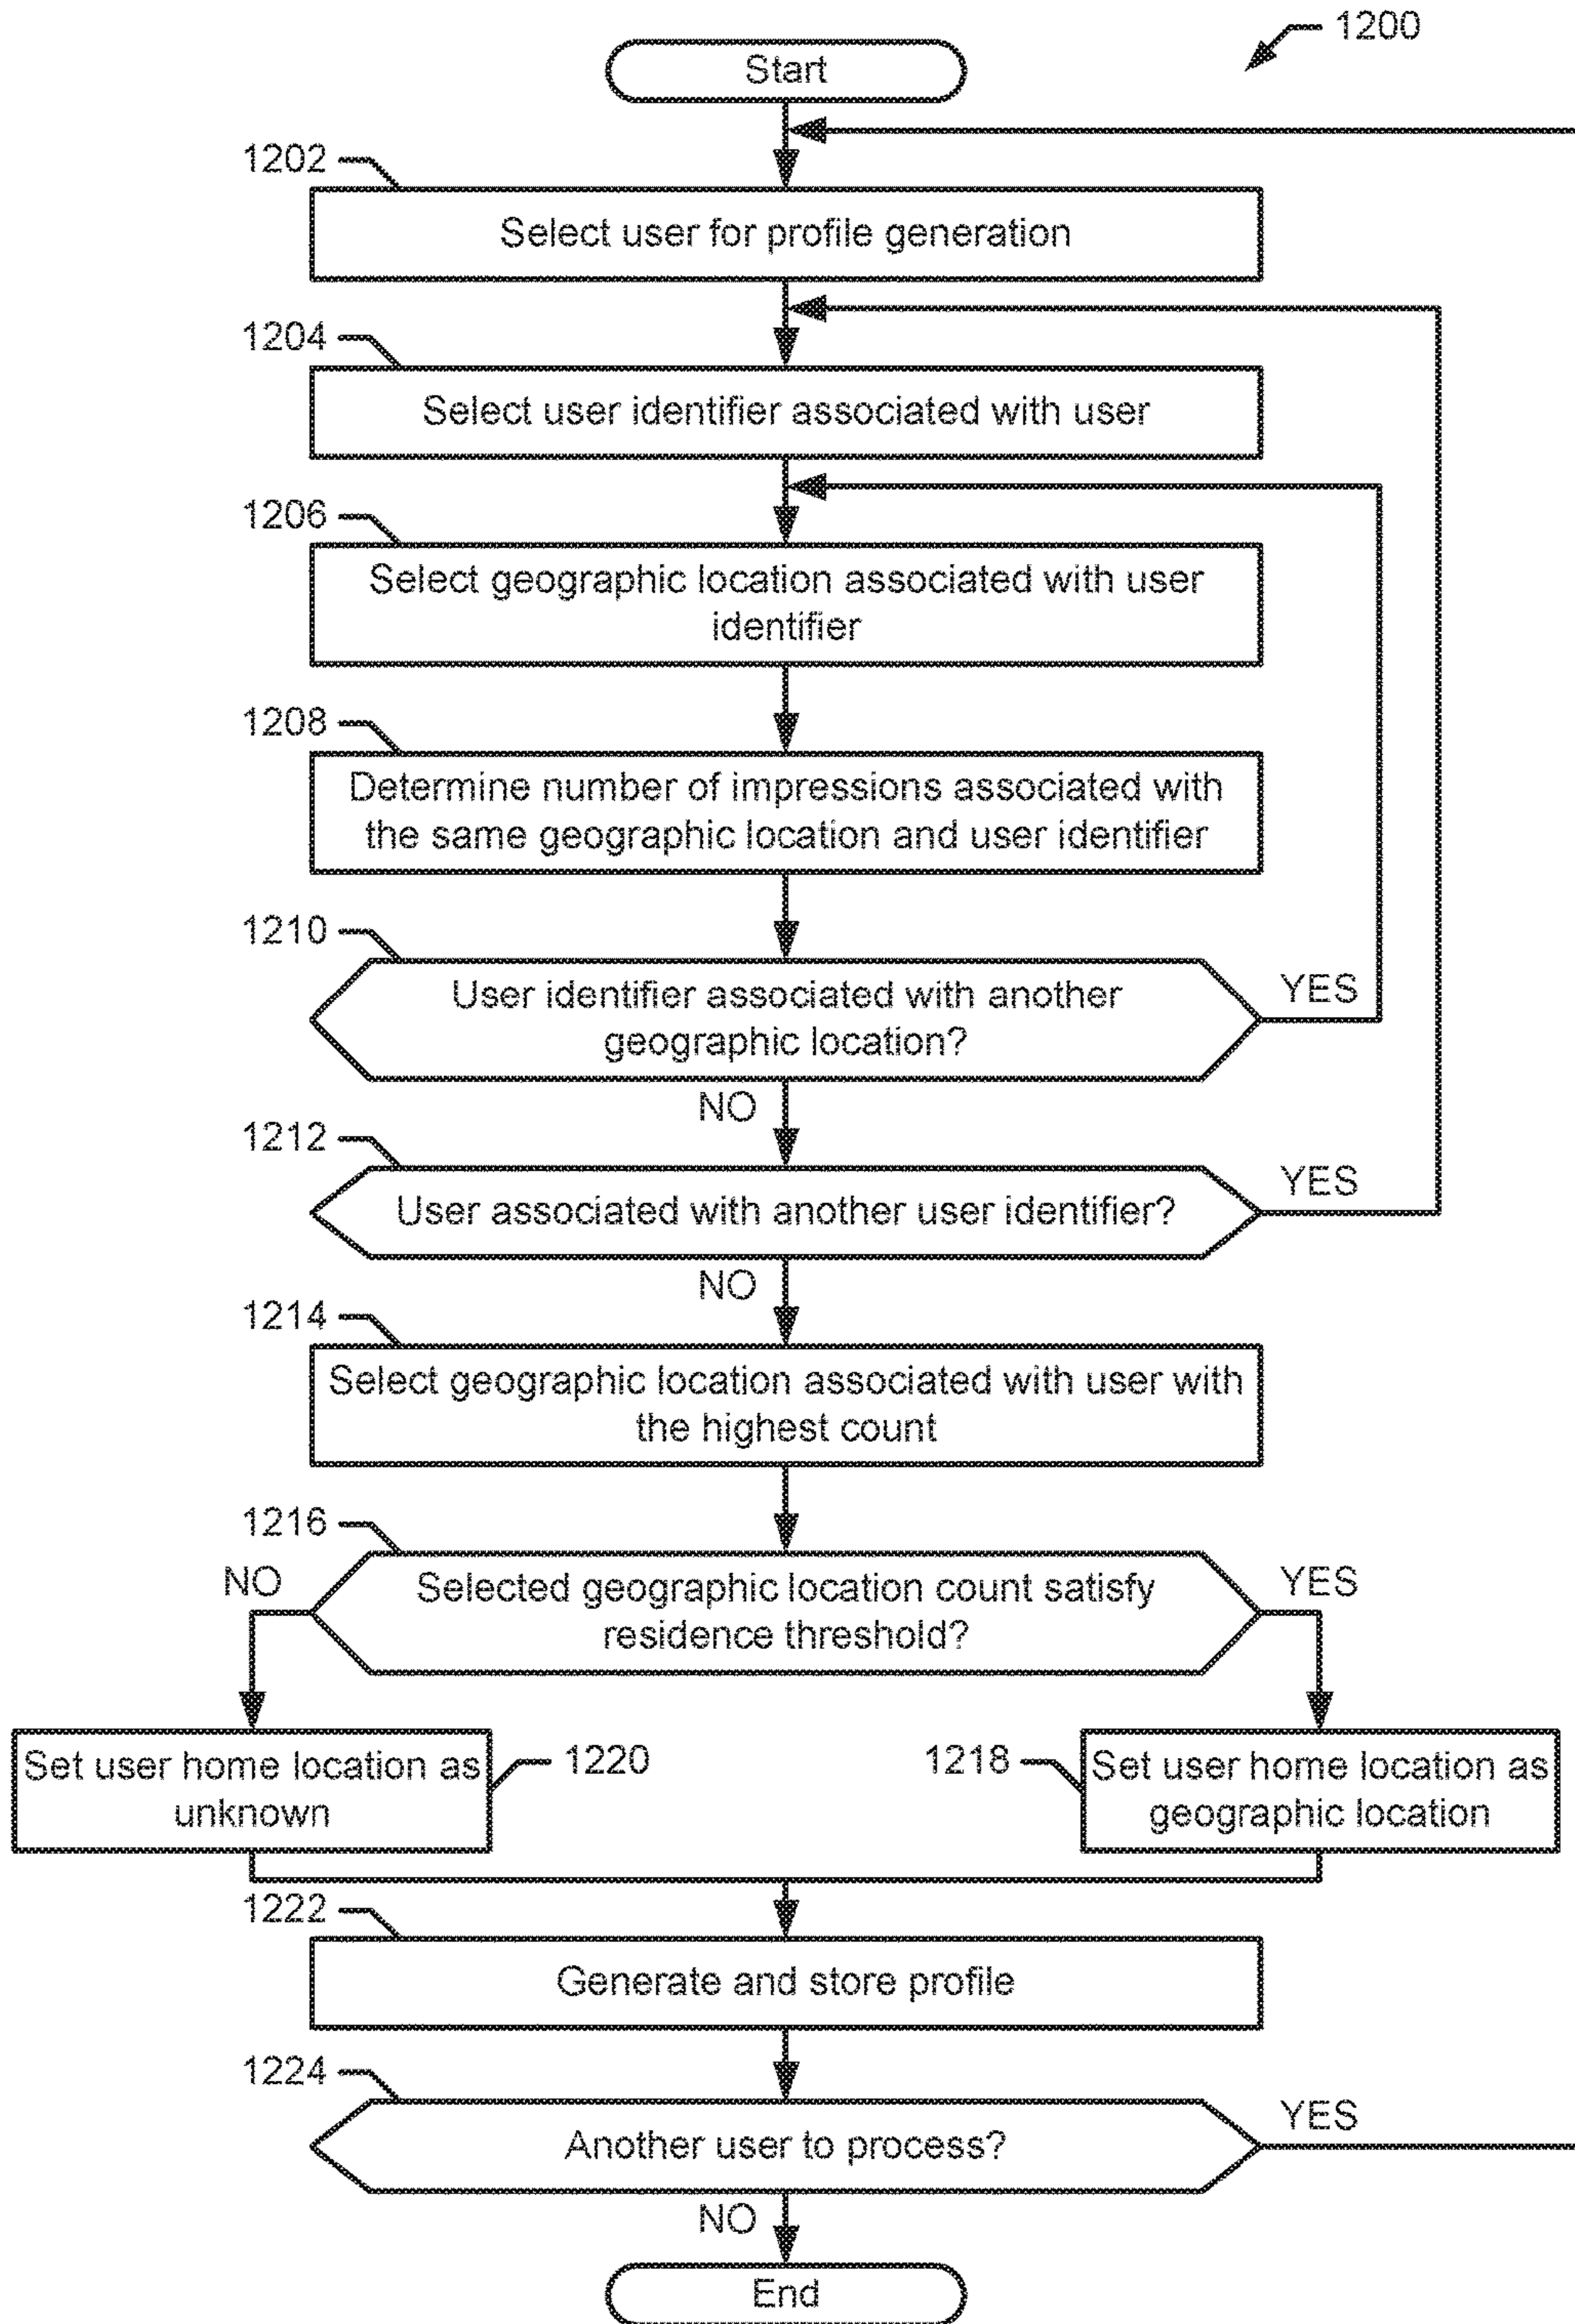 1200
Start
1202
Select user for profile generation
1204
Select user identifier associated with user
1206
Select geographic location associated with user
identifier
1208
Determine number of impressions associated with
the same geographic location and user identifier
1210
User identifier associated with another
geographic location?
YES
NO
1212
User associated with another user identifier?
YES
NO
1214
Select geographic location associated with user with
the highest count
1216
NO
Selected geographic location count satisfy
residence threshold?
YES
Set user home location as
unknown
1220
1218
Set user home location as
geographic location
1222
Generate and store profile
1224
Another user to process?
YES
NO
End